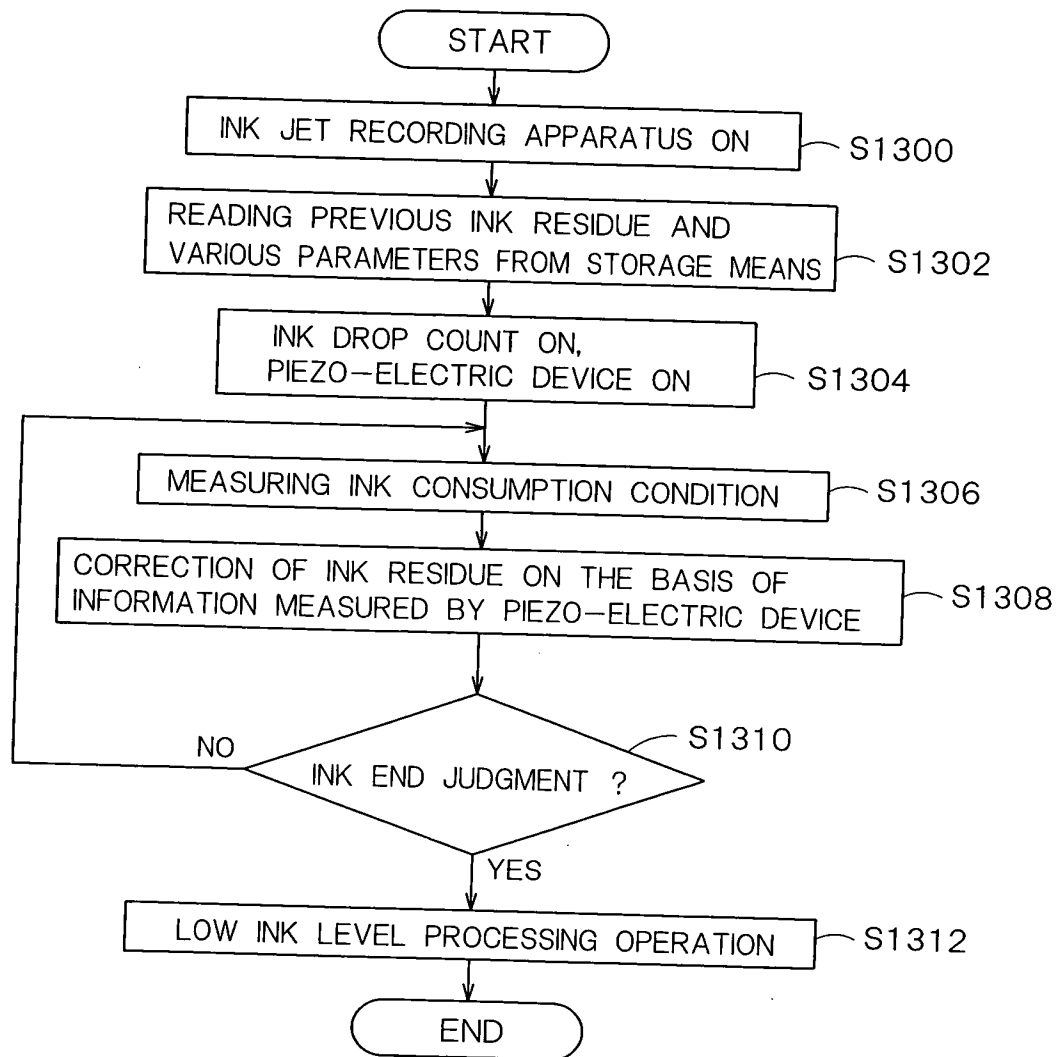 START
INK JET RECORDING APPARATUS ON
S1300
READING PREVIOUS INK RESIDUE AND
VARIOUS PARAMETERS FROM STORAGE MEANS
S1302
INK DROP COUNT ON,
PIEZO-ELECTRIC DEVICE ON
S1304
MEASURING INK CONSUMPTION CONDITION
S1306
CORRECTION OF INK RESIDUE ON THE BASIS OF
INFORMATION MEASURED BY PIEZO-ELECTRIC DEVICE
S1308
S1310
NO
INK END JUDGMENT ?
YES
LOW INK LEVEL PROCESSING OPERATION
S1312
END